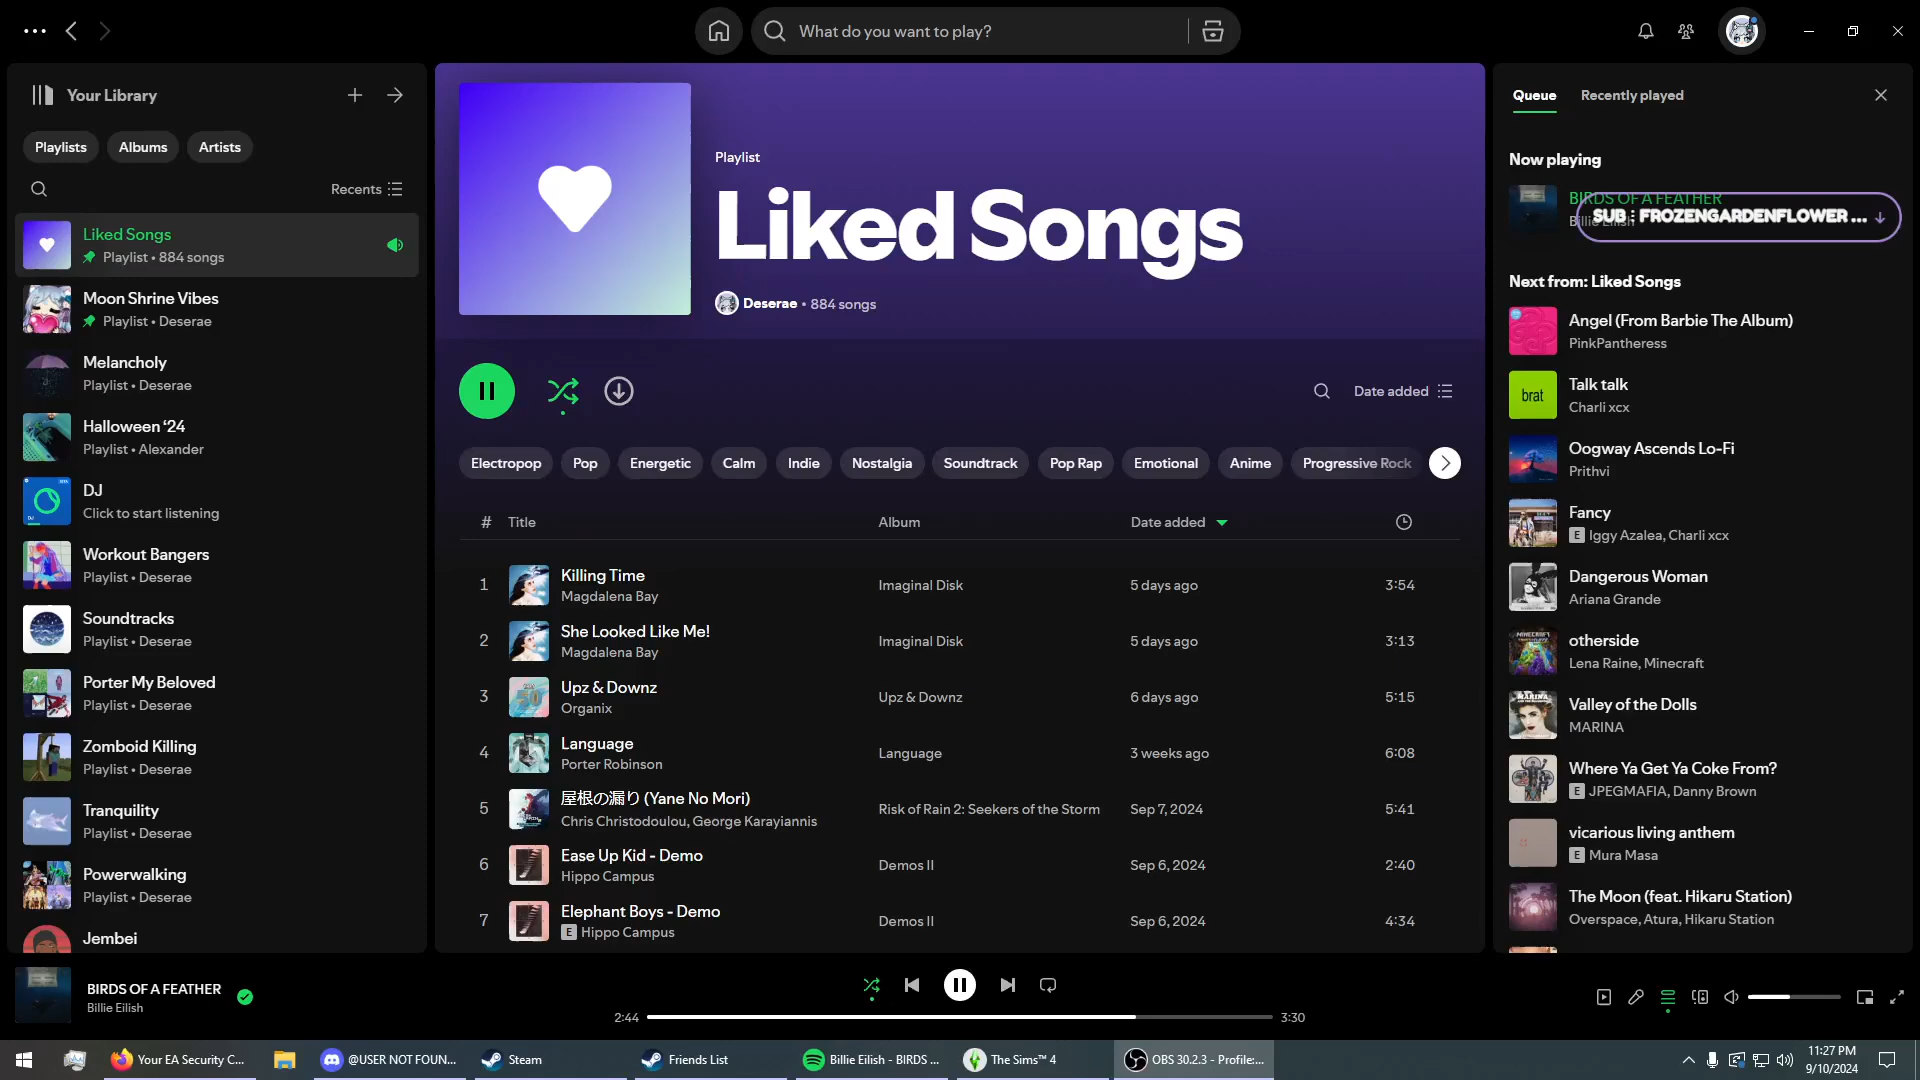 What do you want to play?
Your Library
Playlists
Albums
Artists
Recents
Liked Songs
Playlist • 884 songs
Moon Shrine Vibes
Playlist • Deserae
Melancholy
Playlist • Deserae
Halloween ‘24
Playlist • Alexander
DJ
Click to start listening
Workout Bangers
Playlist • Deserae
Soundtracks
Playlist • Deserae
Porter My Beloved
Playlist • Deserae
Zomboid Killing
Playlist • Deserae
Tranquility
Playlist • Deserae
Powerwalking
Playlist • Deserae
Jembei
Playlist
Liked Songs
Deserae • 884 songs
Date added
Electropop
Pop
Energetic
Calm
Indie
Nostalgia
Soundtrack
Pop Rap
Emotional
Anime
Progressive Rock
# Title Album Date added
1 Killing Time Imaginal Disk 5 days ago 3:54
Magdalena Bay
2 She Looked Like Me! Imaginal Disk 5 days ago 3:13
Magdalena Bay
3 Upz & Downz Upz & Downz 6 days ago 5:15
Organix
4 Language Language 3 weeks ago 6:08
Porter Robinson
5 屋根の漏り (Yane No Mori) Risk of Rain 2: Seekers of the Storm Sep 7, 2024 5:41
Chris Christodoulou, George Karayiannis
6 Ease Up Kid - Demo Demos II Sep 6, 2024 2:40
Hippo Campus
7 Elephant Boys - Demo Demos II Sep 6, 2024 4:34
E Hippo Campus
Queue
Recently played
Now playing
BIRDS OF A FEATHER
SUB : FROZENGARDENFLOWER ...
Billie Eilish
Next from: Liked Songs
Angel (From Barbie The Album)
PinkPantheress
brat
Talk talk
Charli xcx
Oogway Ascends Lo-Fi
Prithvi
Fancy
E Iggy Azalea, Charli xcx
Dangerous Woman
Ariana Grande
otherside
Lena Raine, Minecraft
Valley of the Dolls
MARINA
Where Ya Get Ya Coke From?
E JPEGMAFIA, Danny Brown
vicarious living anthem
E Mura Masa
The Moon (feat. Hikaru Station)
Overspace, Atura, Hikaru Station
BIRDS OF A FEATHER
Billie Eilish
2:44
3:30
Your EA Security C...
@USER NOT FOUN...
Steam
Friends List
Billie Eilish - BIRDS ...
The Sims™ 4
OBS 30.2.3 - Profile:...
11:27 PM
9/10/2024